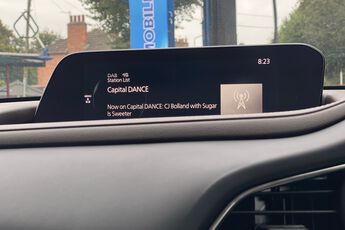 MOBIL
8:23
DAB
Station List
Capital DANCE
Now on Capital DANCE: CJ Bolland with Sugar
Is Sweeter